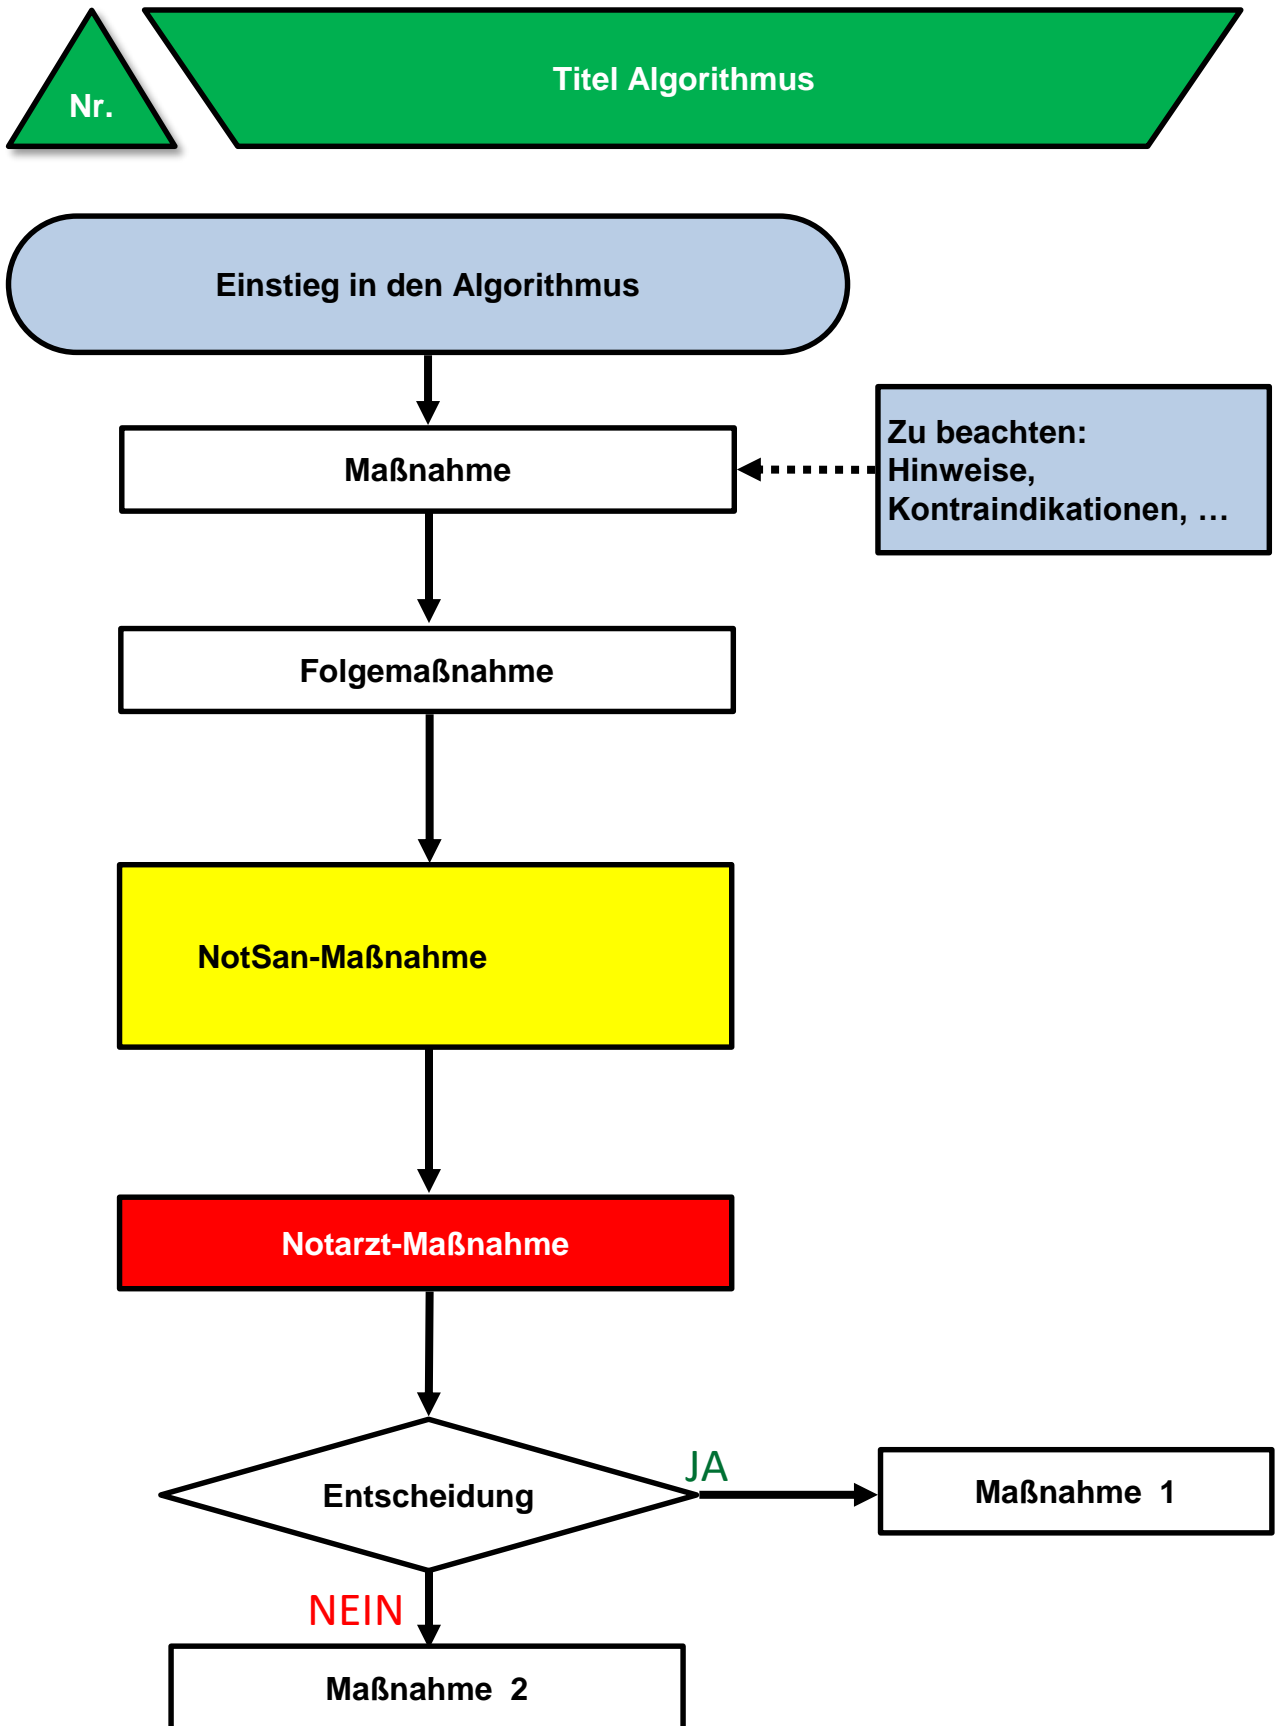 Nr.
Titel Algorithmus
Einstieg in den Algorithmus
Maßnahme
Zu beachten:
Hinweise,
Kontraindikationen, …
Folgemaßnahme
NotSan-Maßnahme
Notarzt-Maßnahme
Entscheidung
JA
Maßnahme 1
NEIN
Maßnahme 2